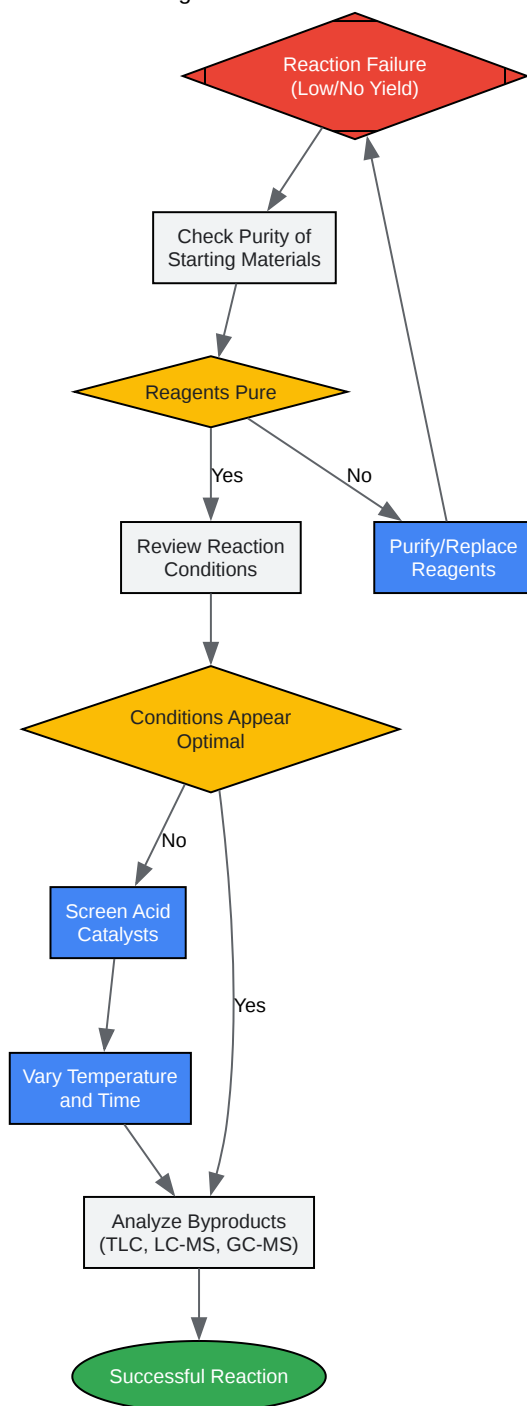 Reaction Failure
(Low/No Yield)
Check Purity of
Starting Materials
Reagents Pure
Yes
No
Review Reaction
Conditions
Purify/Replace
Reagents
Conditions Appear
Optimal
No
Screen Acid
Catalysts
Yes
Vary Temperature
and Time
Analyze Byproducts
(TLC, LC-MS, GC-MS)
Successful Reaction